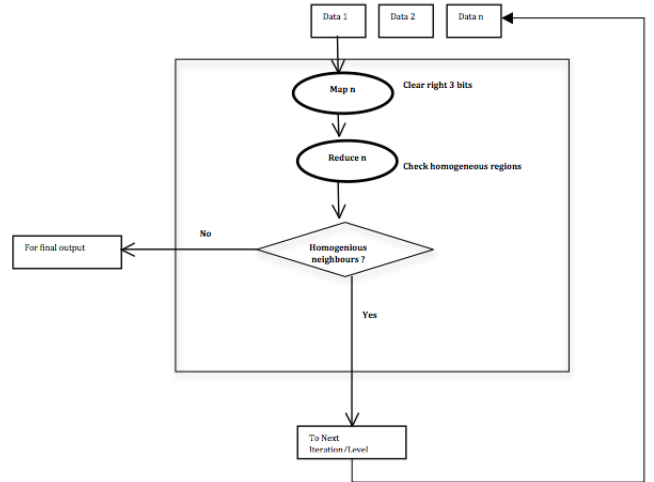 Data 1
Data 2
Data n
Map n
Clear right 3 bits
Reduce n
Check homogeneous regions
No
For final output
Homogenious
neighbours ?
Yes
To Next
Iteration/Level